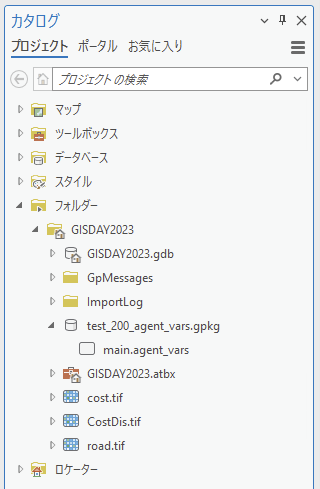 カタログ
プロジェクト ポータル お気に入り
プロジェクト の検索
マップ
ツールボックス
データベース
スタイル
フォルダー
GISDAY2023
GISDAY2023.gdb
GpMessages
ImportLog
test_200_agent_vars.gpkg
main.agent_vars
GISDAY2023.atbx
cost.tif
CostDis.tif
road.tif
ロケーター